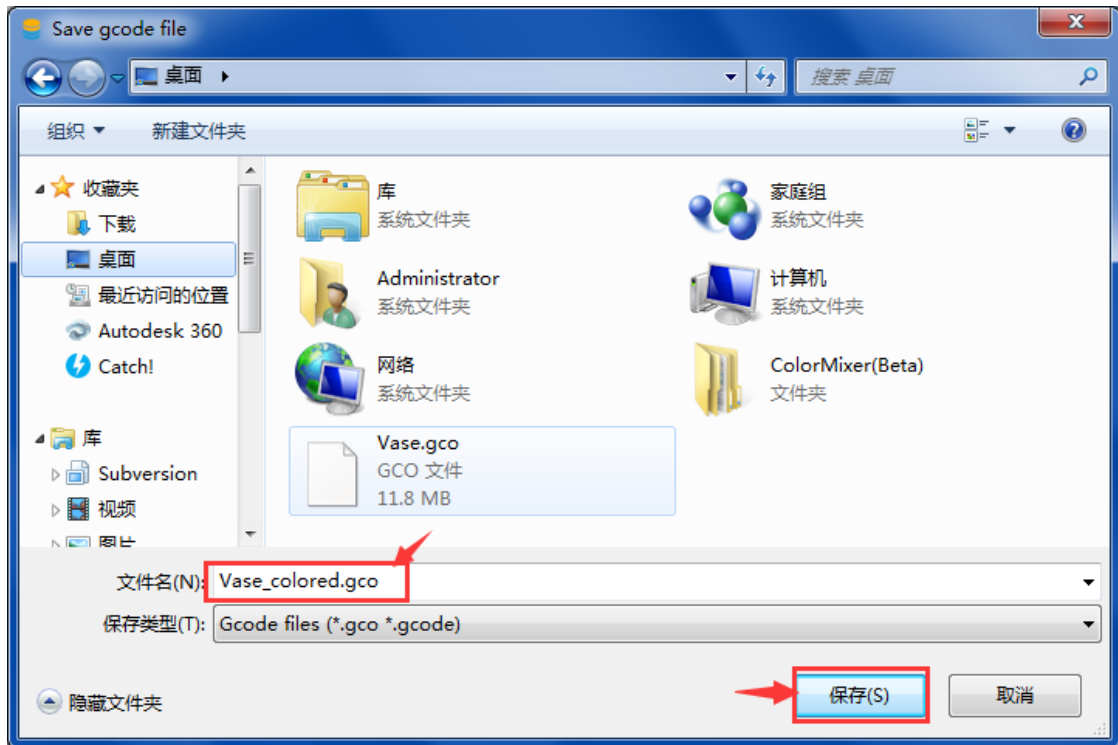 Save gcode file
桌面
搜索 桌面
组织
新建文件夹
收藏夹
下载
桌面
最近访问的位置
Autodesk 360
Catch!
库
Subversion
视频
图片
库
系统文件夹
家庭组
系统文件夹
Administrator
系统文件夹
计算机
系统文件夹
网络
系统文件夹
ColorMixer(Beta)
文件夹
Vase.gco
GCO 文件
11.8 MB
文件名(N): Vase_colored.gco
保存类型(T): Gcode files (*.gco *.gcode)
隐藏文件夹
保存(S)
取消